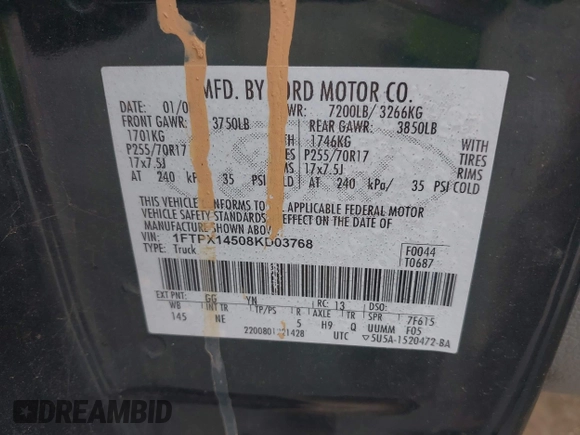 MFD. BY FORD MOTOR CO.
DATE: 01/0 GVWR: 7200LB/ 3266KG
FRONT GAWR: 3750LB REAR GAWR: 3850LB
1701KG 1746KG WITH
P255/70R17 P255/70R17 TIRES
17x7.5J 17x7.5J RIMS
AT 240 kPa/ 35 PSI COLD AT 240 kPa/ 35 PSI COLD
THIS VEHICLE CONFORMS TO ALL APPLICABLE FEDERAL MOTOR
VEHICLE SAFETY STANDARDS IN EFFECT ON THE DATE OF
MANUFACTURE SHOWN ABOVE.
VIN: 1FTPX14508KD03768 F0044
TYPE: Truck T0687
EXT PNT: GG YN RC: 13 DSO:
WB INT TR TP/PS R AXLE TR SPR 7F615
145 NE 5 H9 Q UUMM F05
UTC ▽5U5A-1520472-BA
DREAMBID